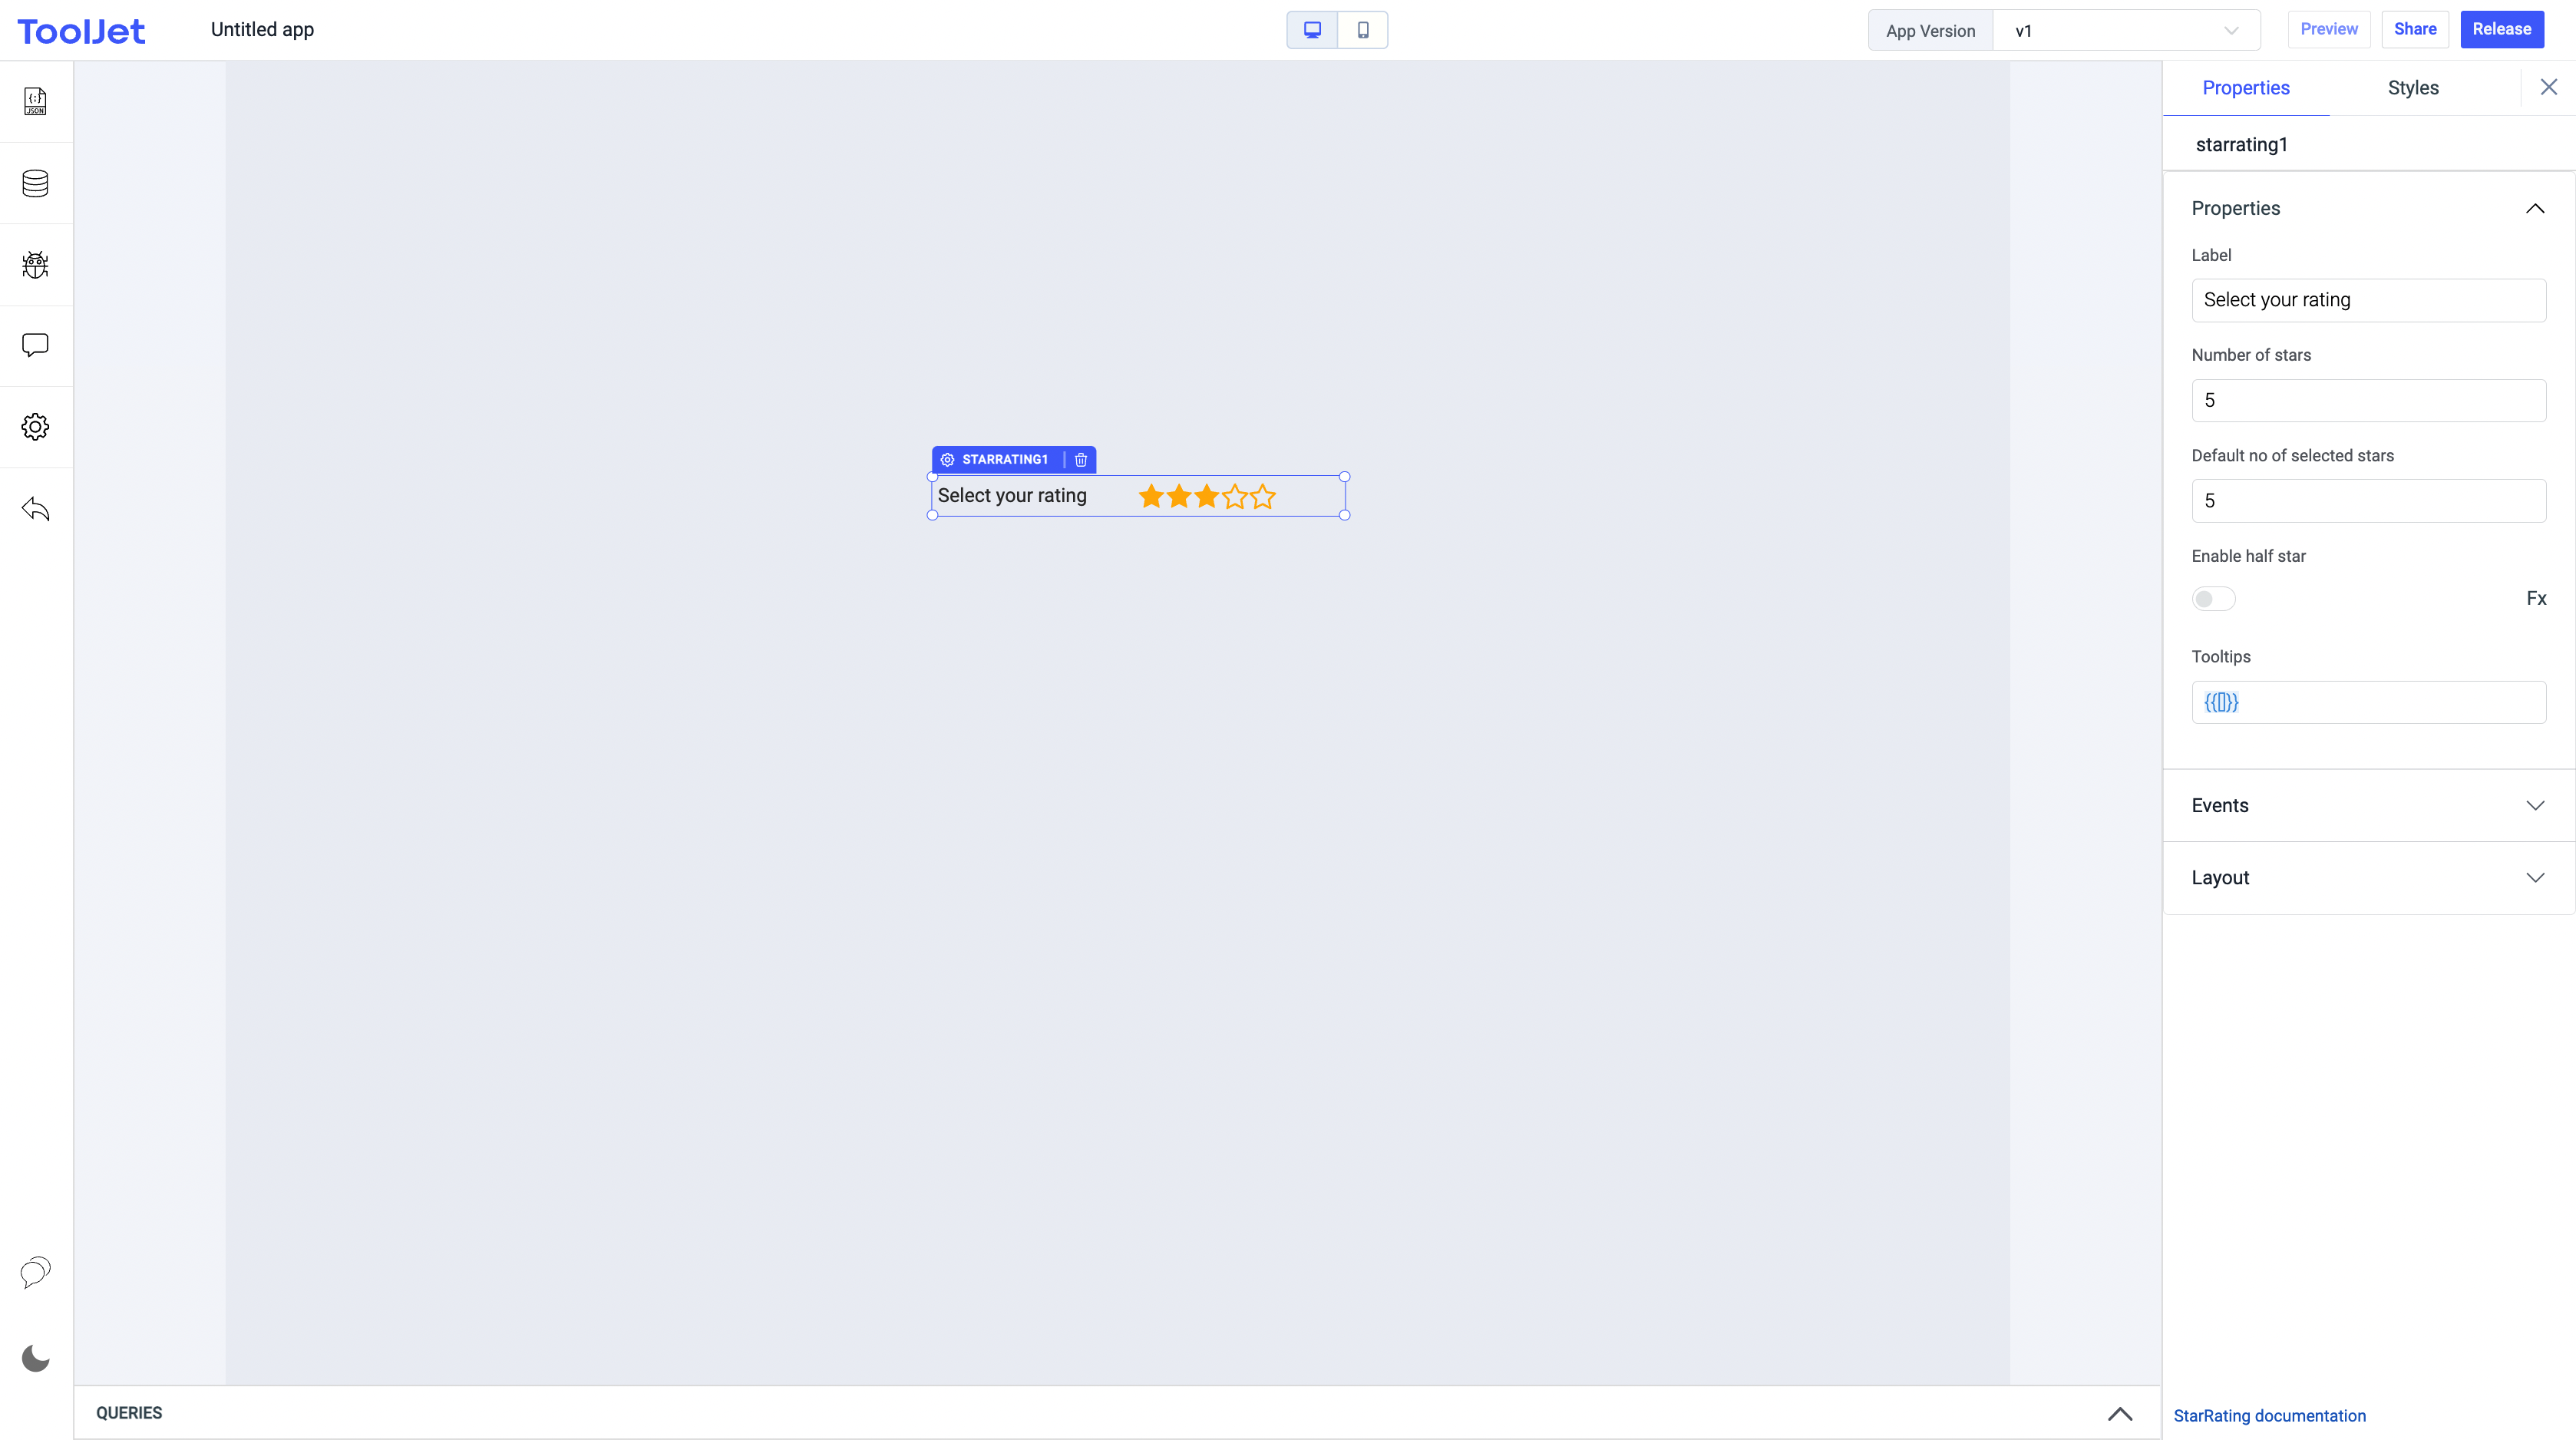 ToolJet
Untitled app
App Version
v1
Preview
Share
Release
JSON
Properties
Styles
starrating1
Properties
Label
Select your rating
Number of stars
5
Default no of selected stars
5
Enable half star
Fx
Tooltips
{{[]}}
Events
Layout
STARRATING1
Select your rating
QUERIES
StarRating documentation